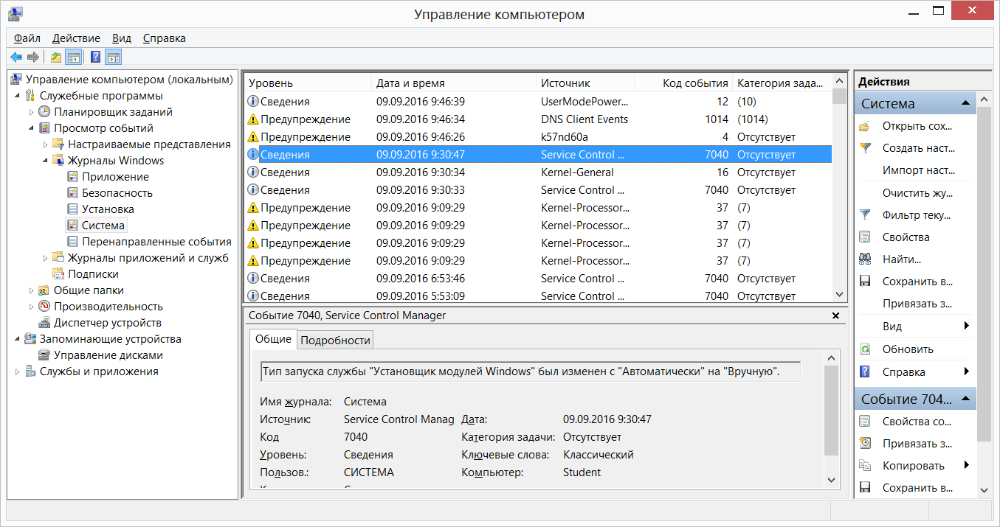 Управление компьютером
Файл Действие Вид Справка
Управление компьютером (локальным)
Служебные программы
Планировщик заданий
Просмотр событий
Настраиваемые представления
Журналы Windows
Приложение
Безопасность
Установка
Система
Перенаправленные события
Журналы приложений и служб
Подписки
Общие папки
Производительность
Диспетчер устройств
Запоминающие устройства
Управление дисками
Службы и приложения
Уровень Дата и время Источник Код события Категория зада...
Сведения 09.09.2016 9:46:39 UserModePower... 12 (10)
Предупреждение 09.09.2016 9:46:34 DNS Client Events 1014 (1014)
Предупреждение 09.09.2016 9:46:26 k57nd60a 4 Отсутствует
Сведения 09.09.2016 9:30:47 Service Control ... 7040 Отсутствует
Сведения 09.09.2016 9:30:34 Kernel-General 16 Отсутствует
Сведения 09.09.2016 9:30:33 Service Control ... 7040 Отсутствует
Предупреждение 09.09.2016 9:09:29 Kernel-Processor... 37 (7)
Предупреждение 09.09.2016 9:09:29 Kernel-Processor... 37 (7)
Предупреждение 09.09.2016 9:09:29 Kernel-Processor... 37 (7)
Предупреждение 09.09.2016 9:09:29 Kernel-Processor... 37 (7)
Сведения 09.09.2016 6:53:46 Service Control ... 7040 Отсутствует
Сведения 09.09.2016 5:53:09 Service Control ... 7040 Отсутствует
Событие 7040, Service Control Manager
Общие Подробности
Тип запуска службы "Установщик модулей Windows" был изменен с "Автоматически" на "Вручную".
Имя журнала: Система
Источник: Service Control Manag Дата: 09.09.2016 9:30:47
Код 7040 Категория задачи: Отсутствует
Уровень: Сведения Ключевые слова: Классический
Пользов.: СИСТЕМА Компьютер: Student
Действия
Система
Открыть сох...
Создать наст...
Импорт наст...
Очистить жу...
Фильтр теку...
Свойства
Найти...
Сохранить в...
Привязать з...
Вид
Обновить
Справка
Событие 704...
Свойства со...
Привязать з...
Копировать
Сохранить в...